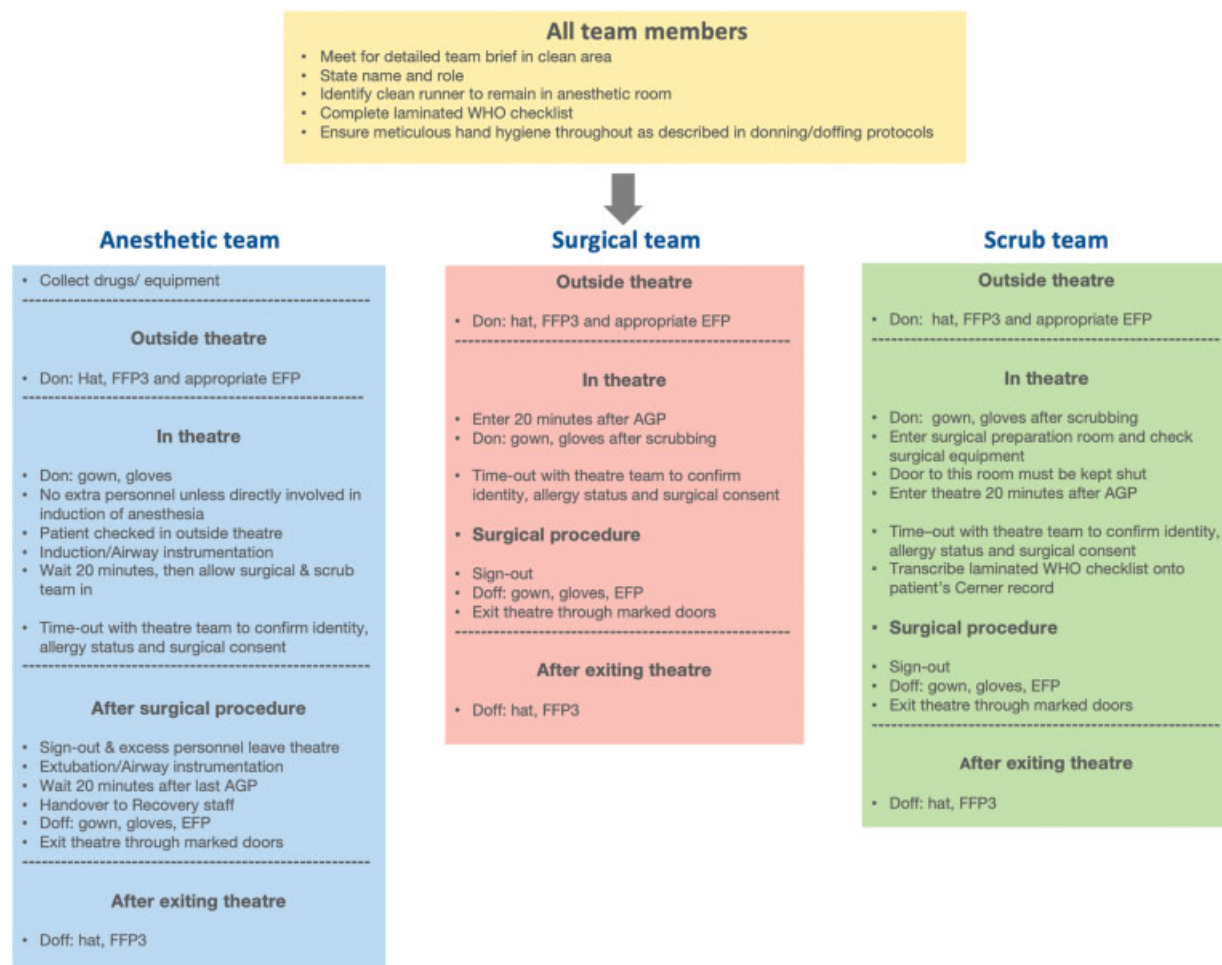 All team members
• Meet for detailed team brief in clean area
• State name and role
• Identify clean runner to remain in anesthetic room
• Complete laminated WHO checklist
• Ensure meticulous hand hygiene throughout as described in donning/doffing protocols
Anesthetic team
• Collect drugs/ equipment
Outside theatre
• Don: Hat, FFP3 and appropriate EFP
In theatre
• Don: gown, gloves
• No extra personnel unless directly involved in
induction of anesthesia
• Patient checked in outside theatre
• Induction/Airway instrumentation
• Wait 20 minutes, then allow surgical & scrub
team in
• Time-out with theatre team to confirm identity,
allergy status and surgical consent
After surgical procedure
• Sign-out & excess personnel leave theatre
• Extubation/Airway instrumentation
• Wait 20 minutes after last AGP
• Handover to Recovery staff
• Doff: gown, gloves, EFP
• Exit theatre through marked doors
After exiting theatre
• Doff: hat, FFP3
Surgical team
Outside theatre
• Don: hat, FFP3 and appropriate EFP
In theatre
• Enter 20 minutes after AGP
• Don: gown, gloves after scrubbing
• Time-out with theatre team to confirm
identity, allergy status and surgical consent
• Surgical procedure
• Sign-out
• Doff: gown, gloves, EFP
• Exit theatre through marked doors
After exiting theatre
• Doff: hat, FFP3
Scrub team
Outside theatre
• Don: hat, FFP3 and appropriate EFP
In theatre
• Don: gown, gloves after scrubbing
• Enter surgical preparation room and check
surgical equipment
• Door to this room must be kept shut
• Enter theatre 20 minutes after AGP
• Time–out with theatre team to confirm identity,
allergy status and surgical consent
• Transcribe laminated WHO checklist onto
patient's Cerner record
• Surgical procedure
• Sign-out
• Doff: gown, gloves, EFP
• Exit theatre through marked doors
After exiting theatre
• Doff: hat, FFP3